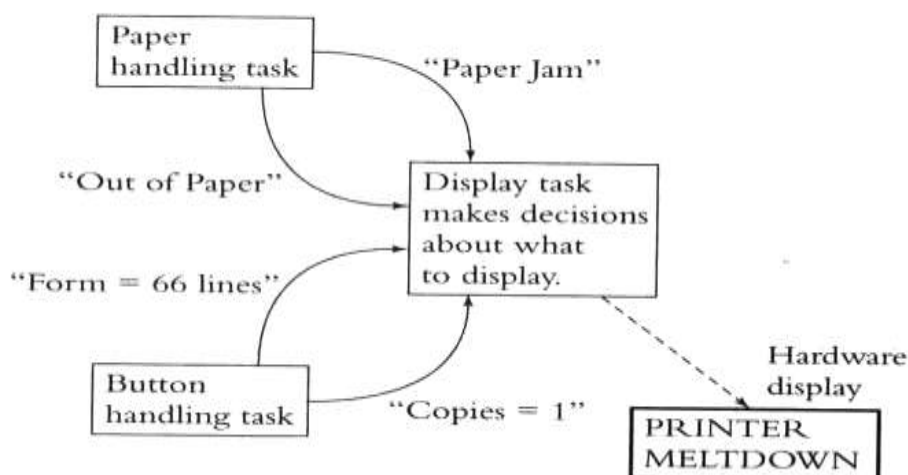 Paper
handling task
“Paper Jam”
“Out of Paper”
Display task
makes decisions
about what
to display.
“Form = 66 lines”
Button
handling task
“Copies = 1”
Hardware
display
PRINTER
MELTDOWN